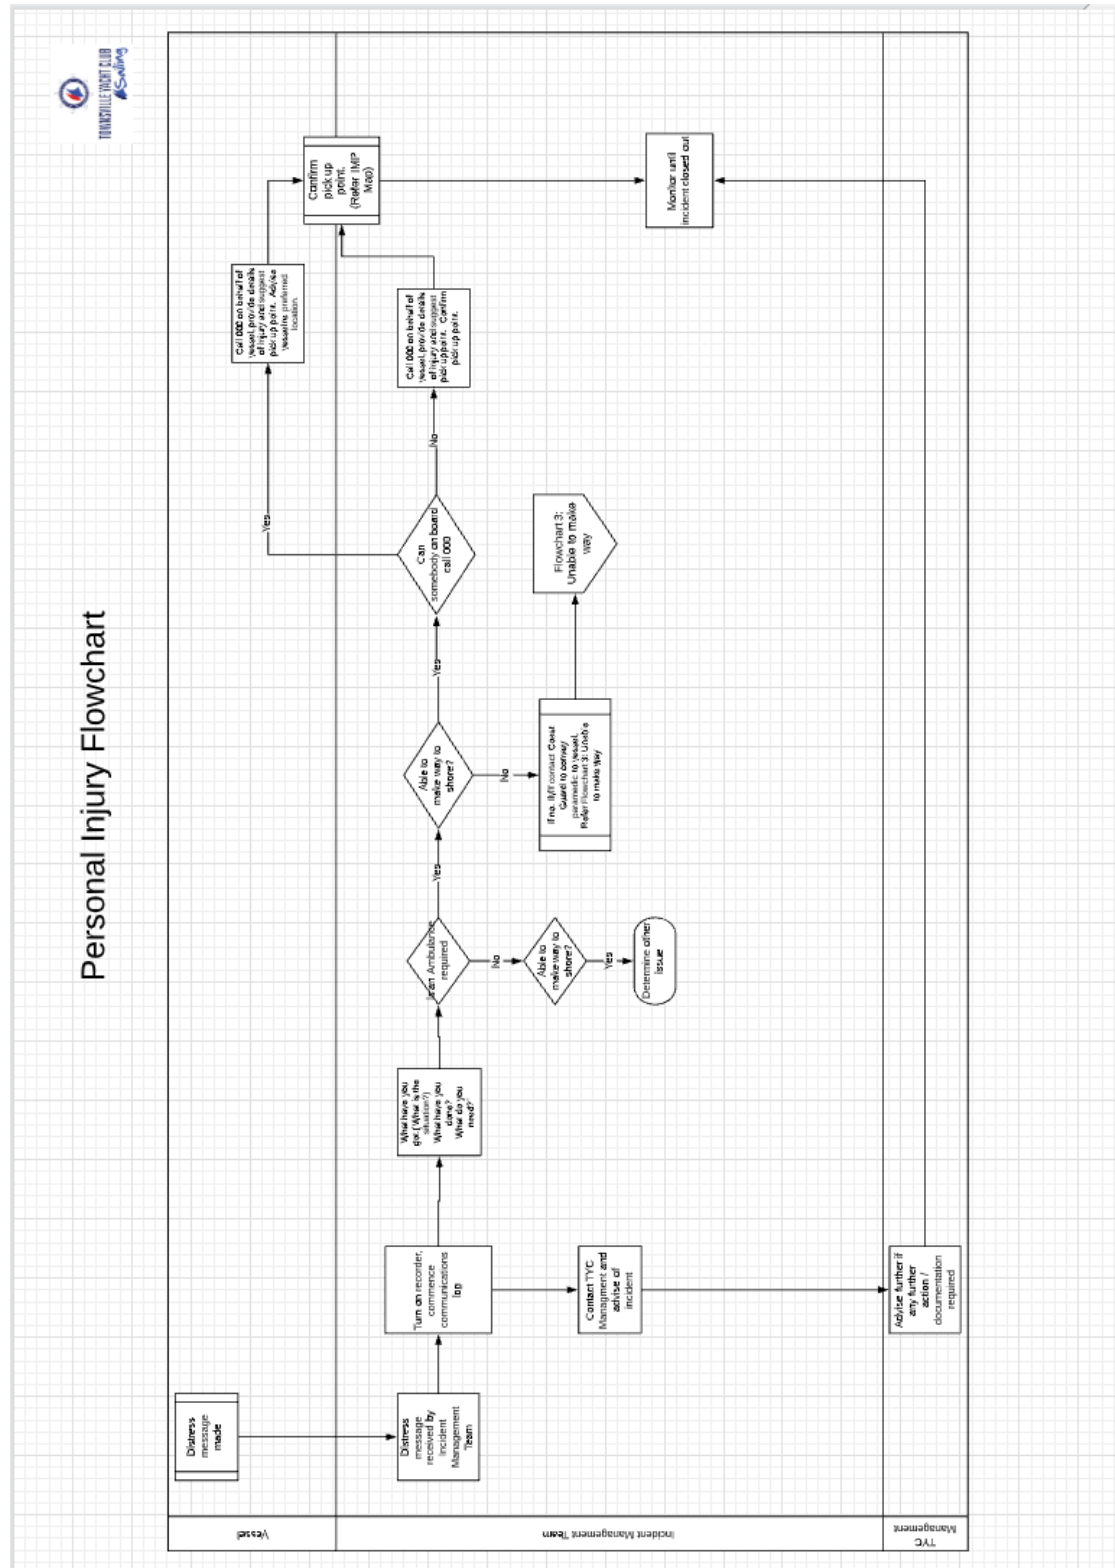 TOWNSVILLE YACHT CLUB
Sailing
Personal Injury Flowchart
Vessel
Incident Management Team
TYC
Management
Distress
message
made
Distress
message
received by
Incident
Management
Team
Turn on recorder,
commence
communications
log
Contact TYC
Managment and
advise of
incident
Advise further if
any further
action /
documentation
required
What have you
got (What is the
situation?)
What have you
done?
What do you
need?
Is an Ambulance
required
No
Able to
make way to
shore?
Yes
Determine other
issue
Yes
Able to
make way to
shore?
No
If no, IMT contact Coast
Guard to convey
paramedic to vessel.
Refer Flowchart 3: Unable
to make way
Flowchart 3:
Unable to make
way
Yes
Can
somebody on board
call 000
Yes
Call 000 on behalf of
vessel, provide details
of injury and suggest
pick up point. Advise
preferred
location.
No
Call 000 on behalf of
vessel, provide details
of injury and suggest
pick up point. Confirm
pick up point.
Confirm
pick up
point.
(Refer IMP
Map)
Monitor until
incident closed out